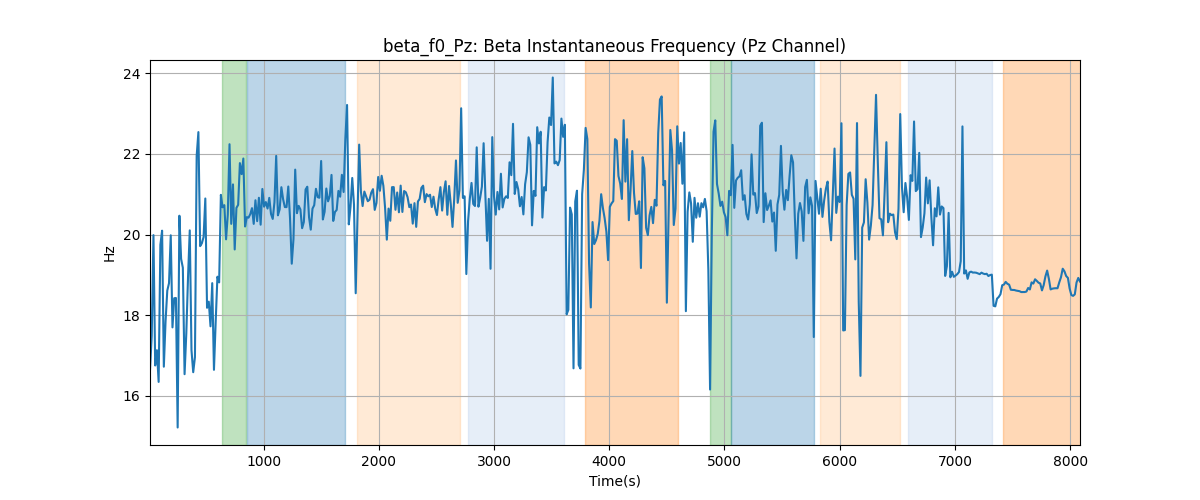 beta_f0_Pz: Beta Instantaneous Frequency (Pz Channel)
24
22
20
18
16
Hz
1000 2000 3000 4000 5000 6000 7000 8000
Time(s)